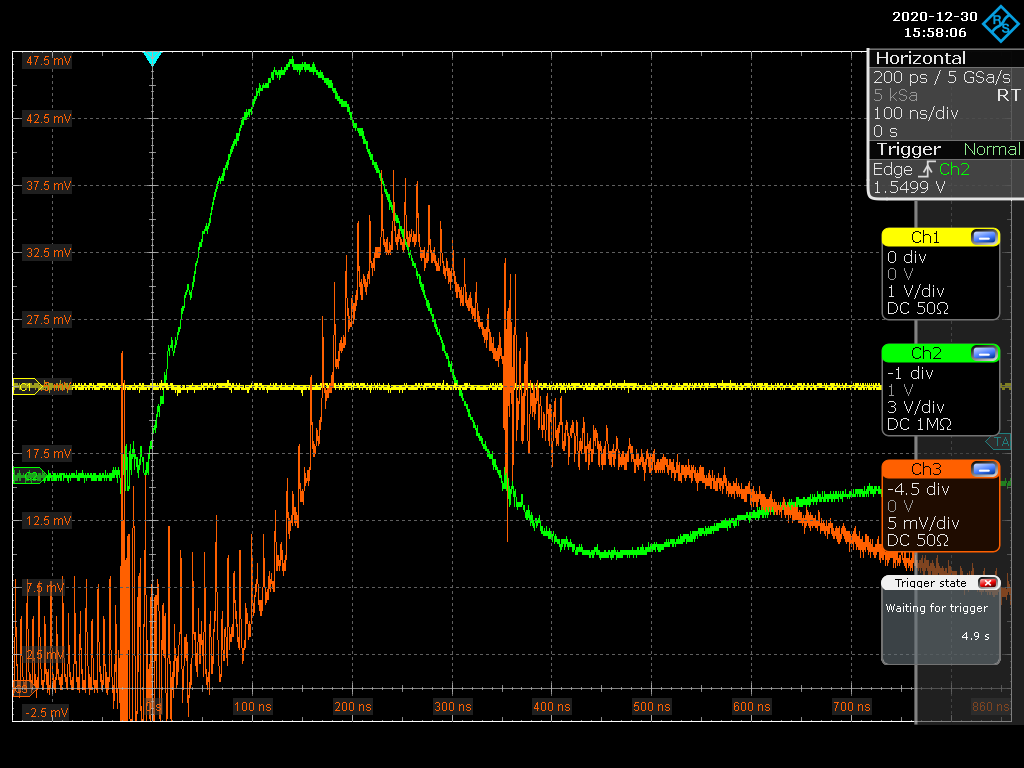 2020-12-30
15:58:06
R&S
Horizontal
200 ps / 5 GSa/s
5 kSa RT
100 ns/div
0 s
Trigger Normal
Edge Ch2
1.5499 V
47.5 mV
42.5 mV
37.5 mV
32.5 mV
27.5 mV
C1
17.5 mV
12.5 mV
7.5 mV
2.5 mV
-2.5 mV
100 ns
200 ns
300 ns
400 ns
500 ns
600 ns
700 ns
860 ns
Ch1
0 div
0 V
1 V/div
DC 50Ω
Ch2
-1 div
1 V
3 V/div
DC 1MΩ
TA
Ch3
-4.5 div
0 V
5 mV/div
DC 50Ω
Trigger state
Waiting for trigger
4.9 s